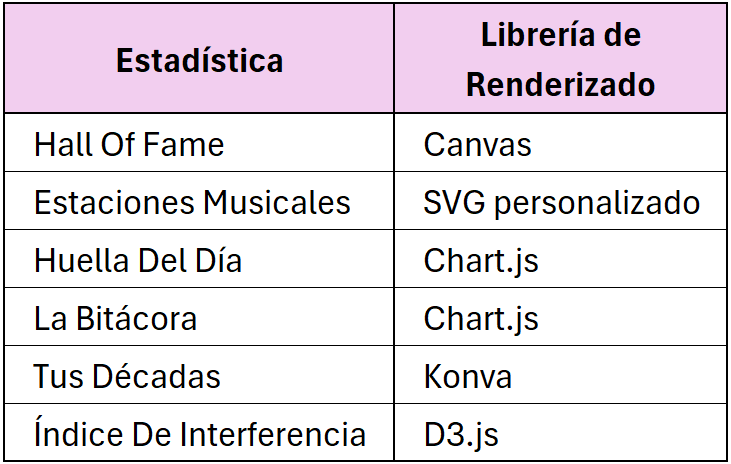 Estadística
Librería de
Renderizado
Hall Of Fame
Canvas
Estaciones Musicales
SVG personalizado
Huella Del Día
Chart.js
La Bitácora
Chart.js
Tus Décadas
Konva
Índice De Interferencia
D3.js